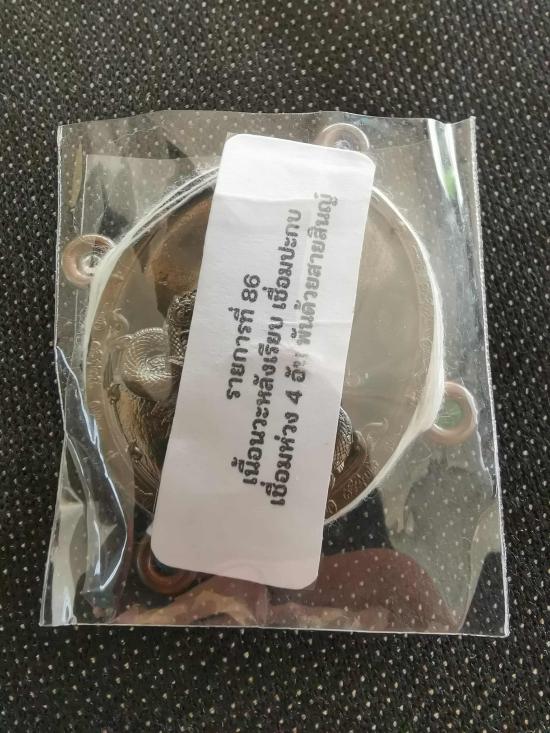 รายการที่ 86
เนื้อนวะหลังเรียบ เชื่อมปะกบ
เชื่อมห่วง 4 อัน พันด้วยสายสิญจน์